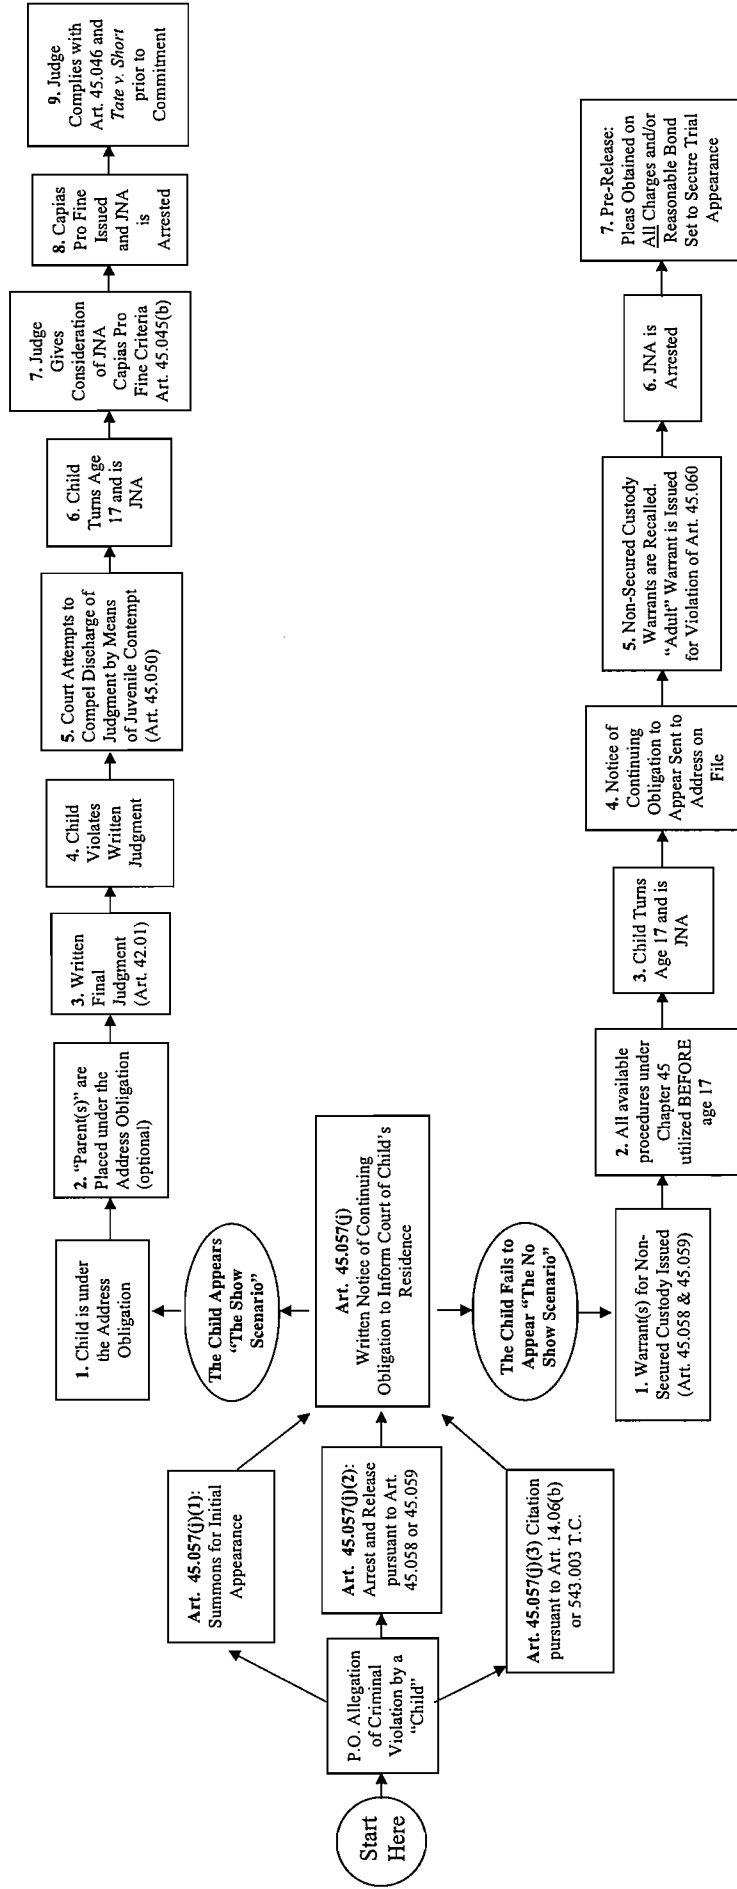 Start
Here
P.O. Allegation
of Criminal
Violation by a
“Child”
Art. 45.057(j)(1):
Summons for Initial
Appearance
Art. 45.057(j)(2):
Arrest and Release
pursuant to Art.
45.058 or 45.059
Art. 45.057(j)(3) Citation
pursuant to Art. 14.06(b)
or 543.003 T.C.
Art. 45.057(j)
Written Notice of Continuing
Obligation to Inform Court of Child’s
Residence
The Child Appears
“The Show
Scenario”
1. Child is under
the Address
Obligation
2. “Parent(s)” are
Placed under the
Address Obligation
(optional)
3. Written
Final
Judgment
(Art. 42.01)
4. Child
Violates
Written
Judgment
5. Court Attempts to
Compel Discharge of
Judgment by Means
of Juvenile Contempt
(Art. 45.050)
6. Child
Turns Age
17 and is
JNA
7. Judge
Gives
Consideration
of JNA
Capias Pro
Fine Criteria
Art. 45.045(b)
8. Capias
Pro Fine
Issued
and JNA
is
Arrested
9. Judge
Complies with
Art. 45.046 and
Tate v. Short
prior to
Commitment
The Child Fails to
Appear “The No
Show Scenario”
1. Warrant(s) for Non-
Secured Custody Issued
(Art. 45.058 & 45.059)
2. All available
procedures under
Chapter 45
utilized BEFORE
age 17
3. Child Turns
Age 17 and is
JNA
4. Notice of
Continuing
Obligation to
Appear Sent to
Address on
File
5. Non-Secured Custody
Warrants are Recalled.
“Adult” Warrant is Issued
for Violation of Art. 45.060
6. JNA is
Arrested
7. Pre-Release:
Pleas Obtained on
All Charges and/or
Reasonable Bond
Set to Secure Trial
Appearance